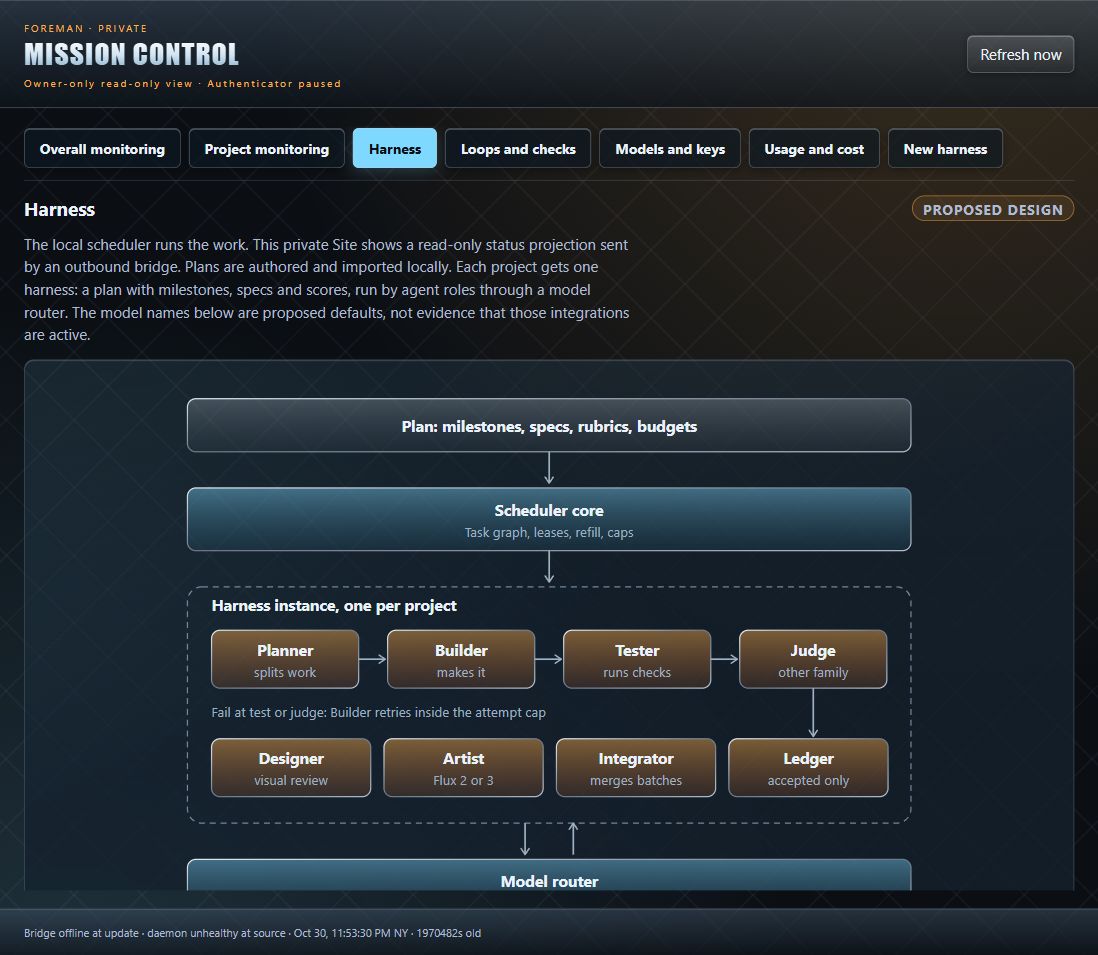 FOREMAN · PRIVATE
MISSION CONTROL
Owner-only read-only view · Authenticator paused
Refresh now
Overall monitoring
Project monitoring
Harness
Loops and checks
Models and keys
Usage and cost
New harness
Harness
PROPOSED DESIGN
The local scheduler runs the work. This private Site shows a read-only status projection sent
by an outbound bridge. Plans are authored and imported locally. Each project gets one
harness: a plan with milestones, specs and scores, run by agent roles through a model
router. The model names below are proposed defaults, not evidence that those integrations
are active.
Plan: milestones, specs, rubrics, budgets
Scheduler core
Task graph, leases, refill, caps
Harness instance, one per project
Planner
splits work
Builder
makes it
Tester
runs checks
Judge
other family
Fail at test or judge: Builder retries inside the attempt cap
Designer
visual review
Artist
Flux 2 or 3
Integrator
merges batches
Ledger
accepted only
Model router
Bridge offline at update · daemon unhealthy at source · Oct 30, 11:53:30 PM NY · 1970482s old